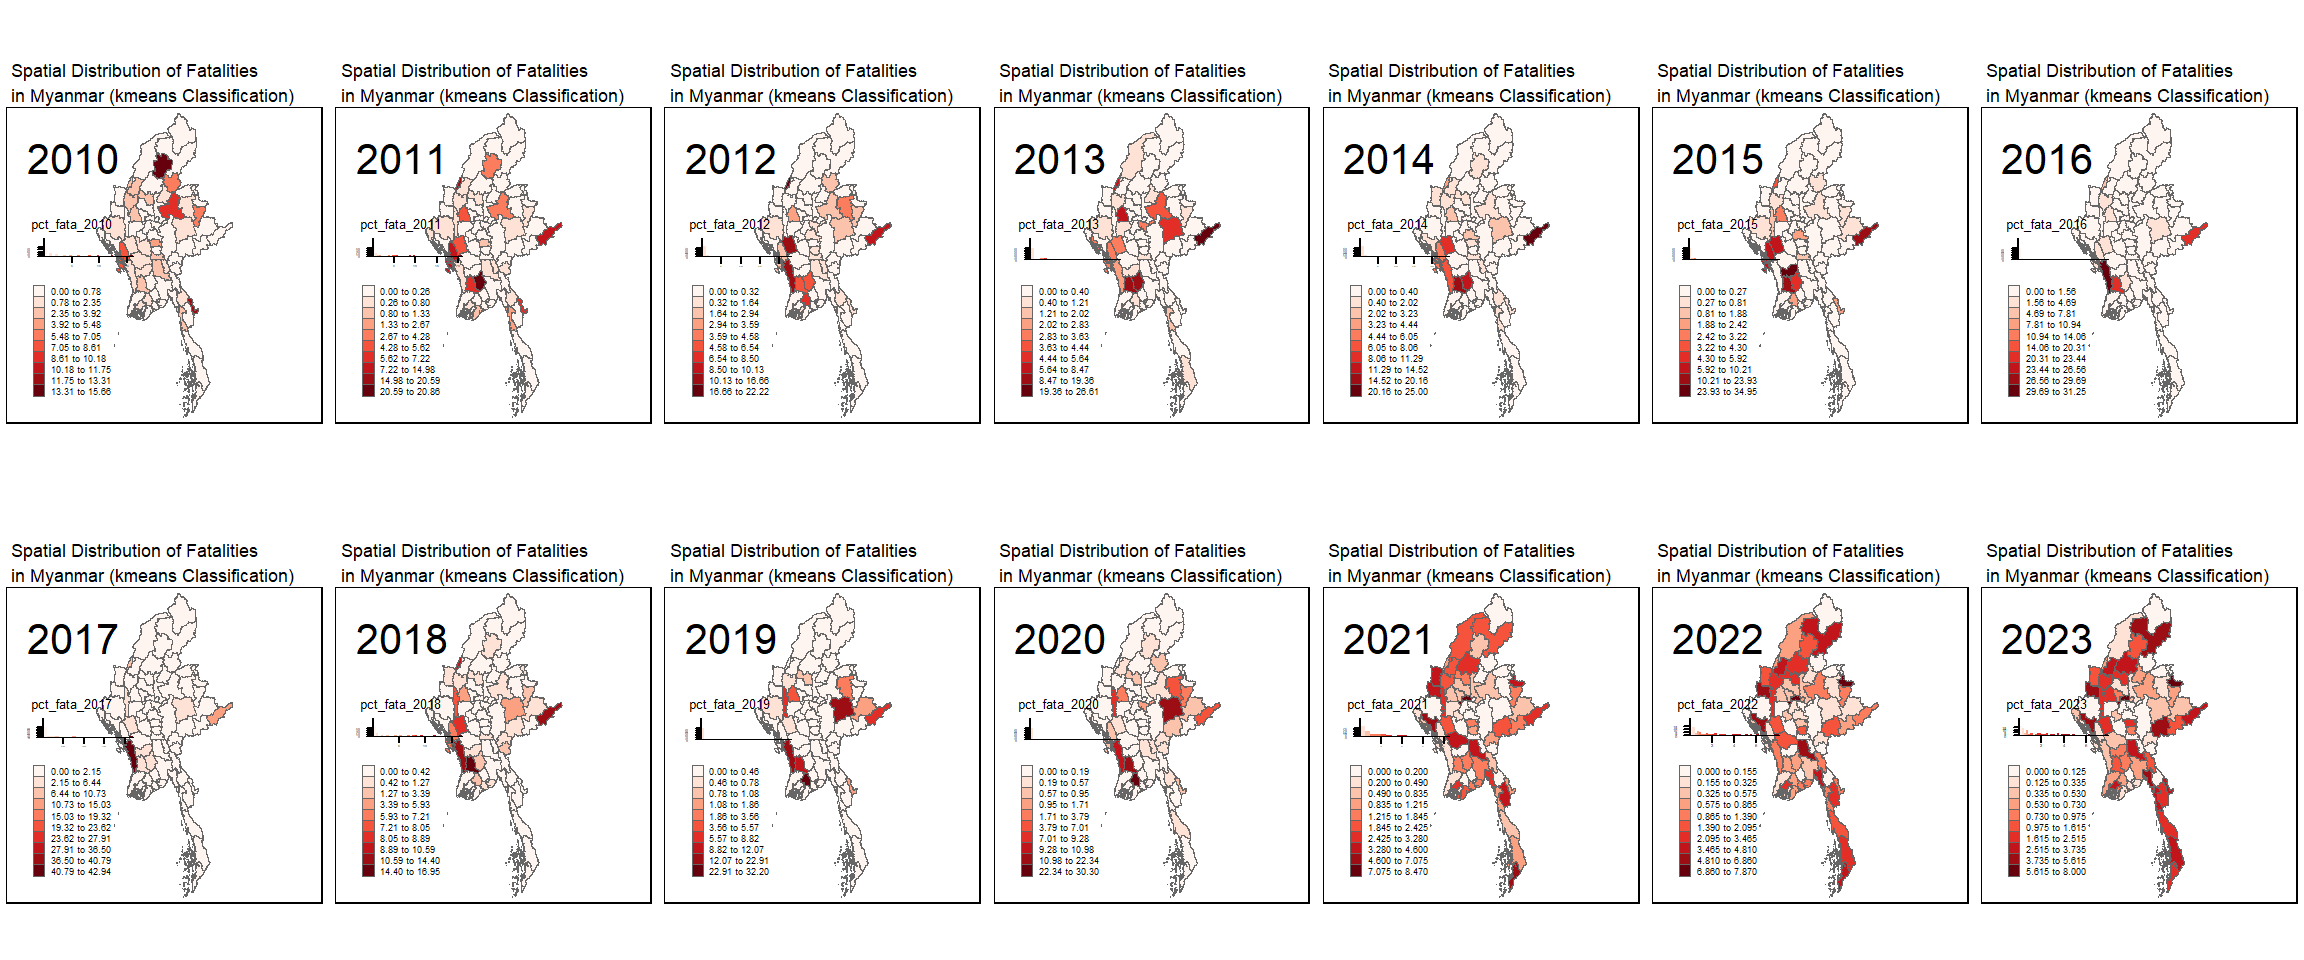 Spatial Distribution of Fatalities
in Myanmar (kmeans Classification)
2010
pct_fata_2010
0.00 to 0.78
0.78 to 2.35
2.35 to 3.92
3.92 to 5.48
5.48 to 7.05
7.05 to 8.61
8.61 to 10.18
10.18 to 11.75
11.75 to 13.31
13.31 to 15.66
Spatial Distribution of Fatalities
in Myanmar (kmeans Classification)
2011
pct_fata_2011
0.00 to 0.26
0.26 to 0.80
0.80 to 1.33
1.33 to 2.67
2.67 to 4.28
4.28 to 5.62
5.62 to 7.22
7.22 to 14.98
14.98 to 20.59
20.59 to 20.86
Spatial Distribution of Fatalities
in Myanmar (kmeans Classification)
2012
pct_fata_2012
0.00 to 0.32
0.32 to 1.64
1.64 to 2.94
2.94 to 3.59
3.59 to 4.58
4.58 to 6.54
6.54 to 8.50
8.50 to 10.13
10.13 to 16.66
16.66 to 22.22
Spatial Distribution of Fatalities
in Myanmar (kmeans Classification)
2013
pct_fata_2013
0.00 to 0.40
0.40 to 1.21
1.21 to 2.02
2.02 to 2.83
2.83 to 3.63
3.63 to 4.44
4.44 to 5.64
5.64 to 8.47
8.47 to 19.36
19.36 to 26.61
Spatial Distribution of Fatalities
in Myanmar (kmeans Classification)
2014
pct_fata_2014
0.00 to 0.40
0.40 to 2.02
2.02 to 3.23
3.23 to 4.44
4.44 to 6.05
6.05 to 8.06
8.06 to 11.29
11.29 to 14.52
14.52 to 20.16
20.16 to 25.00
Spatial Distribution of Fatalities
in Myanmar (kmeans Classification)
2015
pct_fata_2015
0.00 to 0.27
0.27 to 0.81
0.81 to 1.88
1.88 to 2.42
2.42 to 3.22
3.22 to 4.30
4.30 to 5.92
5.92 to 10.21
10.21 to 23.93
23.93 to 34.95
Spatial Distribution of Fatalities
in Myanmar (kmeans Classification)
2016
pct_fata_2016
0.00 to 1.56
1.56 to 4.69
4.69 to 7.81
7.81 to 10.94
10.94 to 14.06
14.06 to 20.31
20.31 to 23.44
23.44 to 26.56
26.56 to 29.69
29.69 to 31.25
Spatial Distribution of Fatalities
in Myanmar (kmeans Classification)
2017
pct_fata_2017
0.00 to 2.15
2.15 to 6.44
6.44 to 10.73
10.73 to 15.03
15.03 to 19.32
19.32 to 23.62
23.62 to 27.91
27.91 to 36.50
36.50 to 40.79
40.79 to 42.94
Spatial Distribution of Fatalities
in Myanmar (kmeans Classification)
2018
pct_fata_2018
0.00 to 0.42
0.42 to 1.27
1.27 to 3.39
3.39 to 5.93
5.93 to 7.21
7.21 to 8.05
8.05 to 8.89
8.89 to 10.59
10.59 to 14.40
14.40 to 16.95
Spatial Distribution of Fatalities
in Myanmar (kmeans Classification)
2019
pct_fata_2019
0.00 to 0.46
0.46 to 0.78
0.78 to 1.08
1.08 to 1.86
1.86 to 3.56
3.56 to 5.57
5.57 to 8.82
8.82 to 12.07
12.07 to 22.91
22.91 to 32.20
Spatial Distribution of Fatalities
in Myanmar (kmeans Classification)
2020
pct_fata_2020
0.00 to 0.19
0.19 to 0.57
0.57 to 0.95
0.95 to 1.71
1.71 to 3.79
3.79 to 7.01
7.01 to 9.28
9.28 to 10.98
10.98 to 22.34
22.34 to 30.30
Spatial Distribution of Fatalities
in Myanmar (kmeans Classification)
2021
pct_fata_2021
0.000 to 0.200
0.200 to 0.490
0.490 to 0.835
0.835 to 1.215
1.215 to 1.845
1.845 to 2.425
2.425 to 3.280
3.280 to 4.600
4.600 to 7.075
7.075 to 8.470
Spatial Distribution of Fatalities
in Myanmar (kmeans Classification)
2022
pct_fata_2022
0.000 to 0.155
0.155 to 0.325
0.325 to 0.575
0.575 to 0.865
0.865 to 1.390
1.390 to 2.095
2.095 to 3.465
3.465 to 4.810
4.810 to 6.860
6.860 to 7.870
Spatial Distribution of Fatalities
in Myanmar (kmeans Classification)
2023
pct_fata_2023
0.000 to 0.125
0.125 to 0.335
0.335 to 0.530
0.530 to 0.730
0.730 to 0.975
0.975 to 1.615
1.615 to 2.515
2.515 to 3.735
3.735 to 5.615
5.615 to 8.000